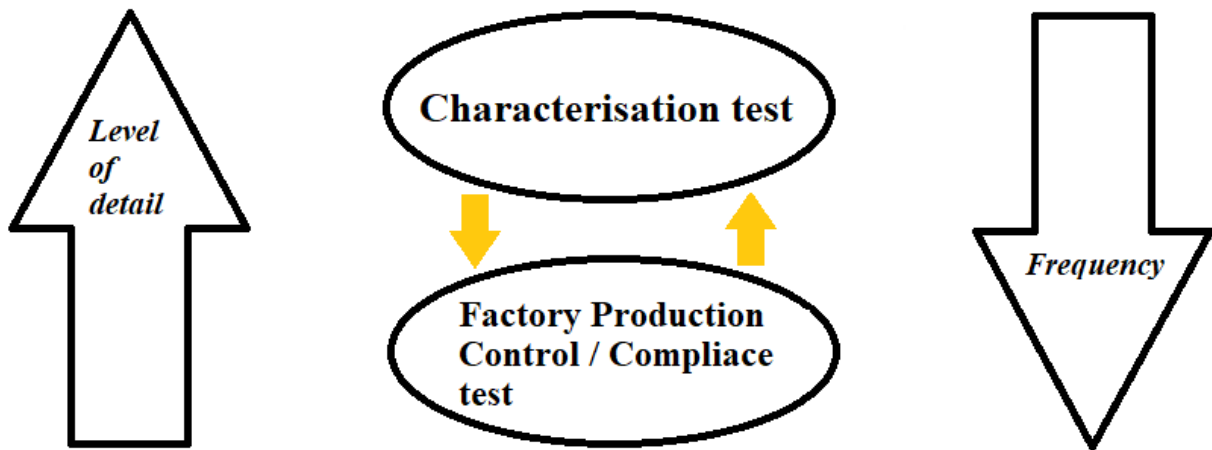 Level
of
detail
Characterisation test
Factory Production
Control / Compliace
test
Frequency